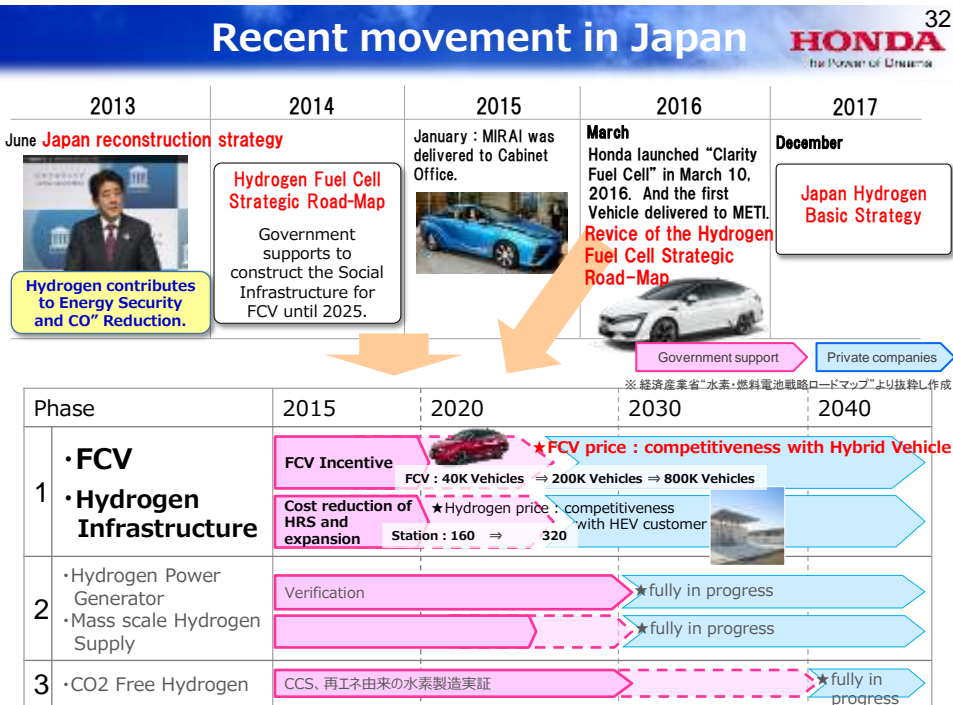 32
Recent movement in Japan
HONDA
The Power of Dreams
2013
2014
2015
2016
2017
June Japan reconstruction strategy
Hydrogen contributes
to Energy Security
and CO” Reduction.
Hydrogen Fuel Cell
Strategic Road-Map
Government
supports to
construct the Social
Infrastructure for
FCV until 2025.
January : MIRAI was
delivered to Cabinet
Office.
March
Honda launched “Clarity
Fuel Cell” in March 10,
2016. And the first
Vehicle delivered to METI.
Revice of the Hydrogen
Fuel Cell Strategic
Road-Map
December
Japan Hydrogen
Basic Strategy
Government support
Private companies
※ 経済産業省“水素・燃料電池戦略ロードマップ”より抜粋し作成
Phase
2015
2020
2030
2040
1
・FCV
・Hydrogen
Infrastructure
FCV Incentive
★FCV price : competitiveness with Hybrid Vehicle
FCV : 40K Vehicles ⇒ 200K Vehicles ⇒ 800K Vehicles
Cost reduction of
HRS and
expansion
★Hydrogen price : competitiveness
with HEV customer
Station : 160 ⇒ 320
2
・Hydrogen Power
Generator
・Mass scale Hydrogen
Supply
Verification
★fully in progress
★fully in progress
3
・CO2 Free Hydrogen
CCS、再エネ由来の水素製造実証
★fully in
progress